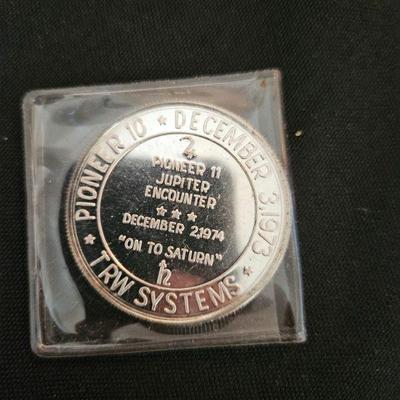 ★ PIONEER 10 ★ DECEMBER 3,1973 ★ TRW SYSTEMS
♃
PIONEER 11
JUPITER
ENCOUNTER
★ ★ ★
DECEMBER 2,1974
"ON TO SATURN"
♄